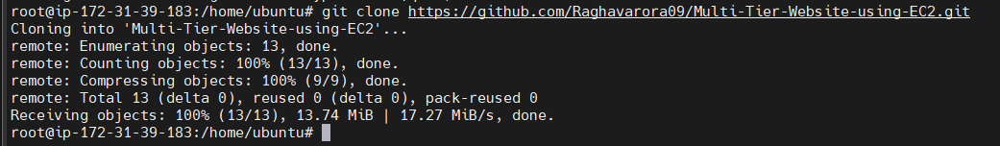 root@ip-172-31-39-183:/home/ubuntu# git clone https://github.com/Raghavarora09/Multi-Tier-Website-using-EC2.git
Cloning into 'Multi-Tier-Website-using-EC2'...
remote: Enumerating objects: 13, done.
remote: Counting objects: 100% (13/13), done.
remote: Compressing objects: 100% (9/9), done.
remote: Total 13 (delta 0), reused 0 (delta 0), pack-reused 0
Receiving objects: 100% (13/13), 13.74 MiB | 17.27 MiB/s, done.
root@ip-172-31-39-183:/home/ubuntu#